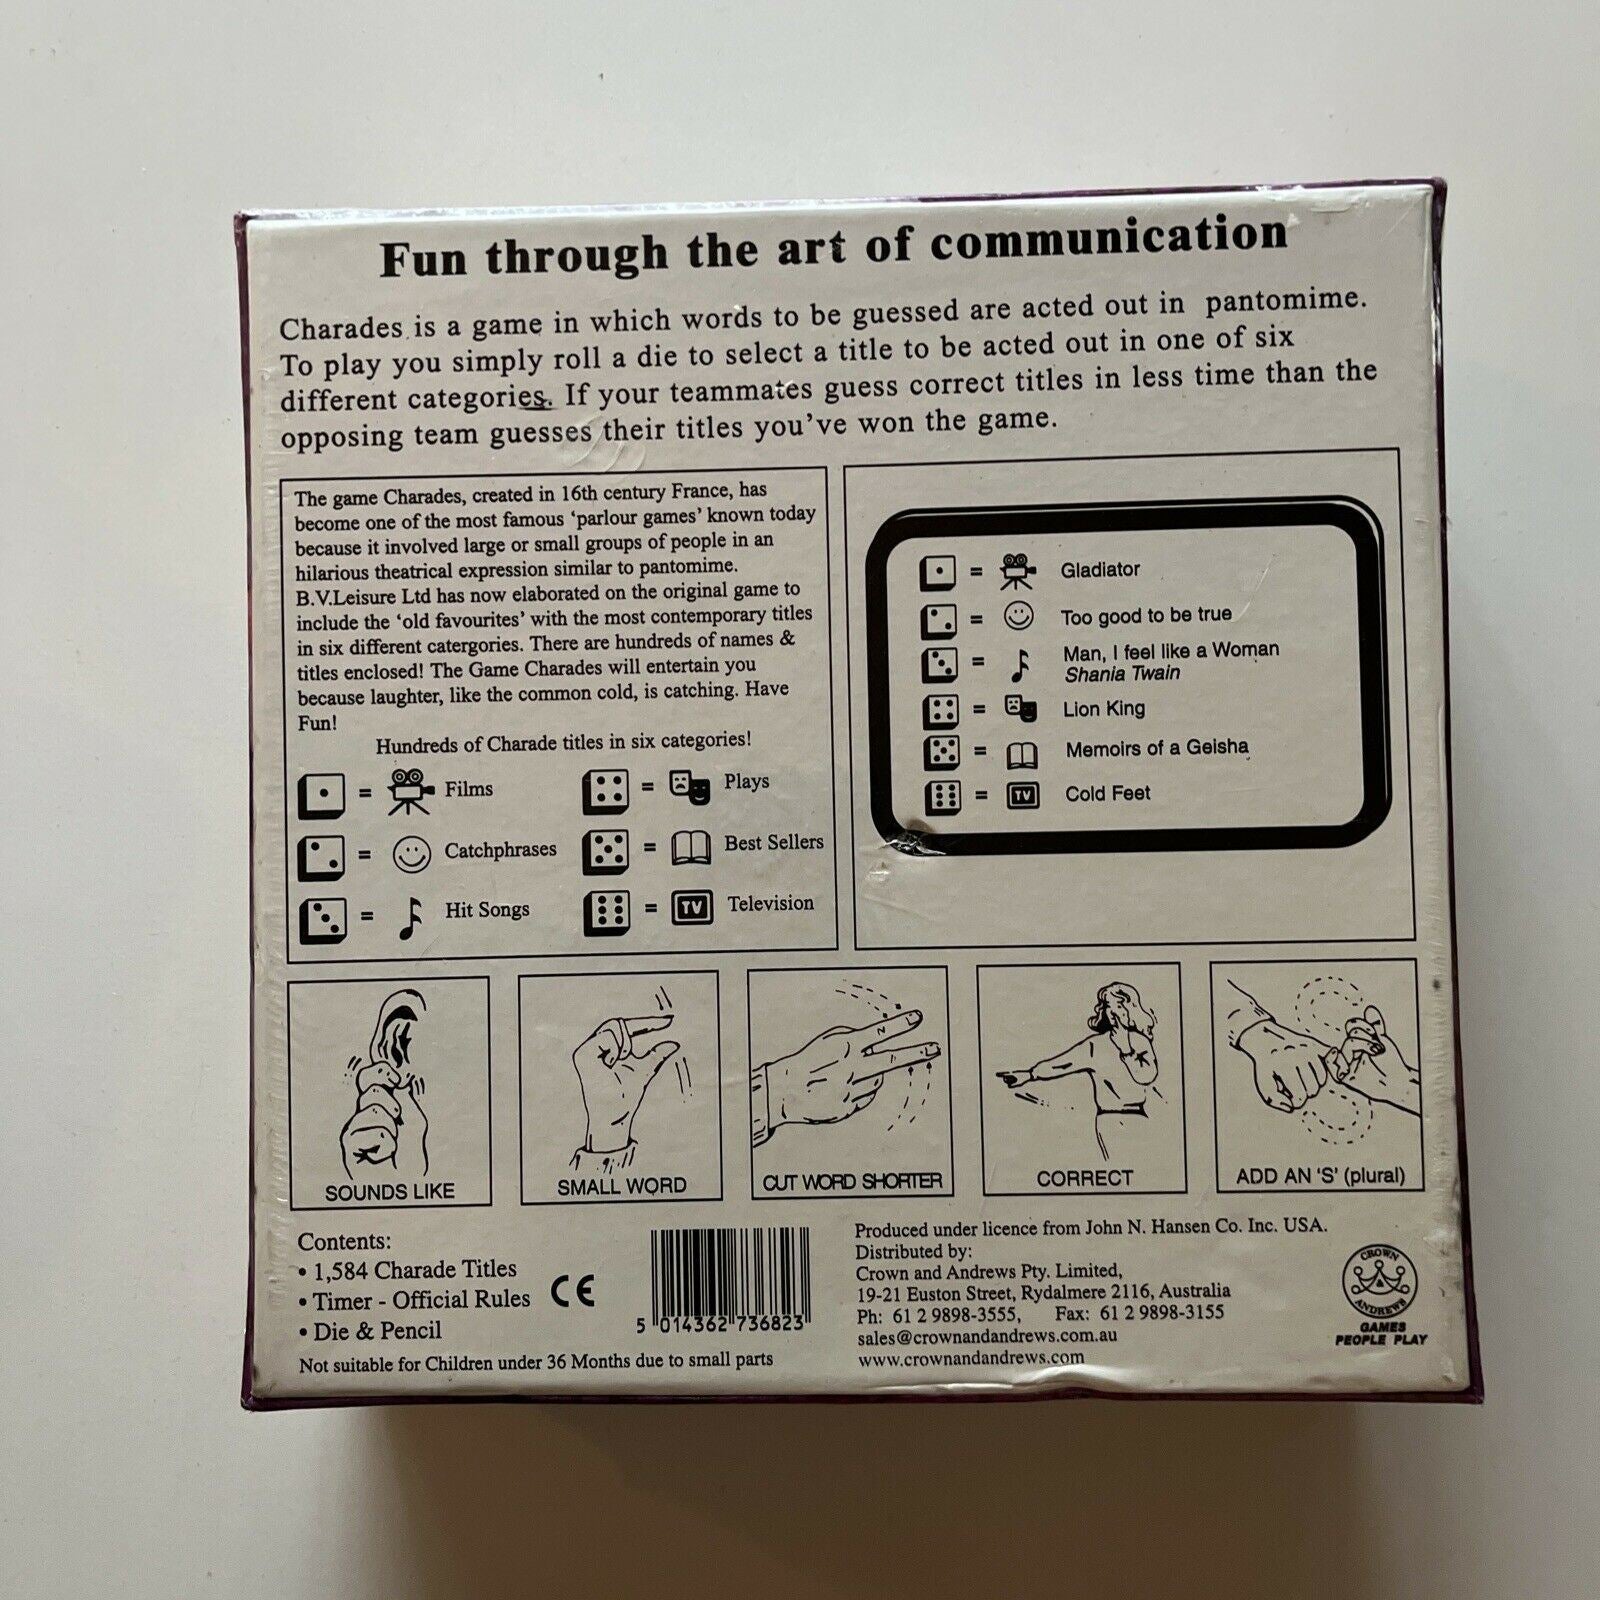 Fun through the art of communication
Charades is a game in which words to be guessed are acted out in pantomime.
To play you simply roll a die to select a title to be acted out in one of six
different categories. If your teammates guess correct titles in less time than the
opposing team guesses their titles you've won the game.
The game Charades, created in 16th century France, has
become one of the most famous 'parlour games' known today
because it involved large or small groups of people in an
hilarious theatrical expression similar to pantomime.
B.V.Leisure Ltd has now elaborated on the original game to
include the 'old favourites' with the most contemporary titles
in six different catergories. There are hundreds of names &
titles enclosed! The Game Charades will entertain you
because laughter, like the common cold, is catching. Have
Fun!
Hundreds of Charade titles in six categories!
= Films
= Catchphrases
= Hit Songs
= Plays
= Best Sellers
= TV Television
= Gladiator
= Too good to be true
= Man, I feel like a Woman
Shania Twain
= Lion King
= Memoirs of a Geisha
= TV Cold Feet
SOUNDS LIKE
SMALL WORD
CUT WORD SHORTER
CORRECT
ADD AN 'S' (plural)
Contents:
• 1,584 Charade Titles
• Timer - Official Rules
• Die & Pencil
CE
Not suitable for Children under 36 Months due to small parts
5 014362 736823
Produced under licence from John N. Hansen Co. Inc. USA.
Distributed by:
Crown and Andrews Pty. Limited,
19-21 Euston Street, Rydalmere 2116, Australia
Ph: 61 2 9898-3555, Fax: 61 2 9898-3155
sales@crownandandrews.com.au
www.crownandandrews.com
CROWN
ANDREWS
GAMES
PEOPLE PLAY